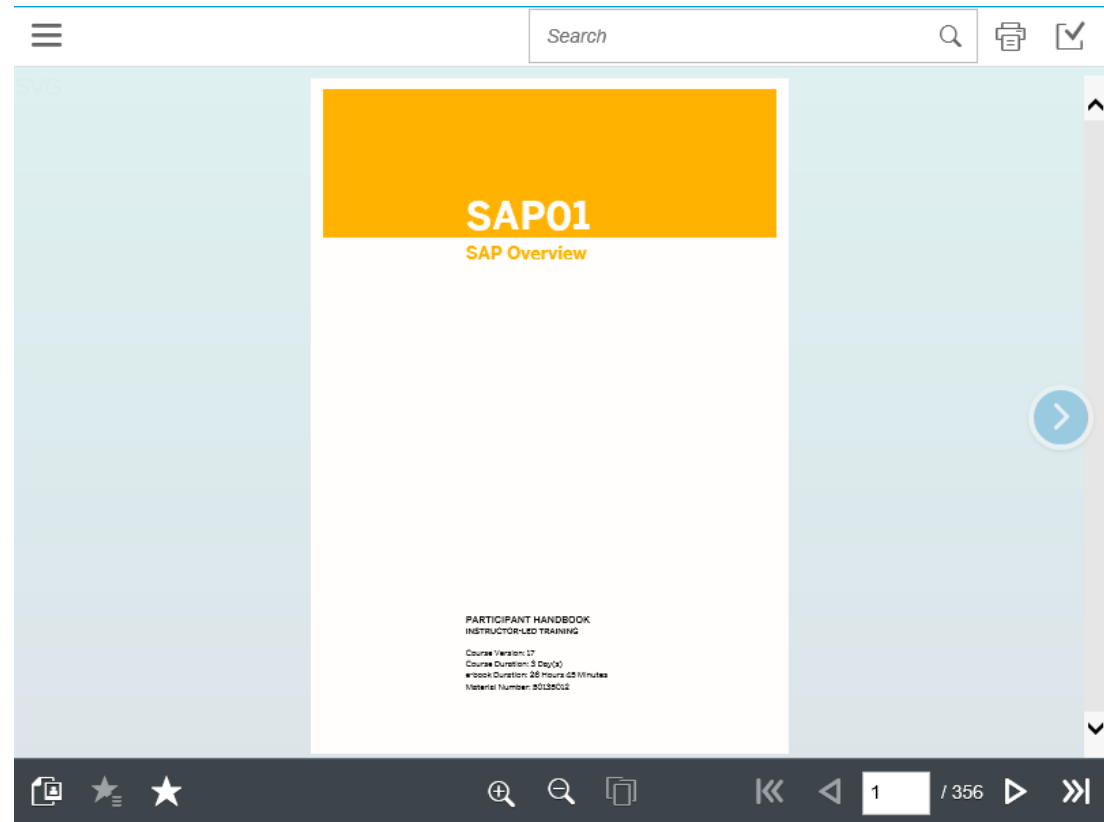 Search
SVG
SAP01
SAP Overview
PARTICIPANT HANDBOOK
INSTRUCTOR-LED TRAINING
Course Version: 17
Course Duration: 3 Day(s)
e-book Duration: 28 Hours 45 Minutes
Material Number: 50135012
1 / 356